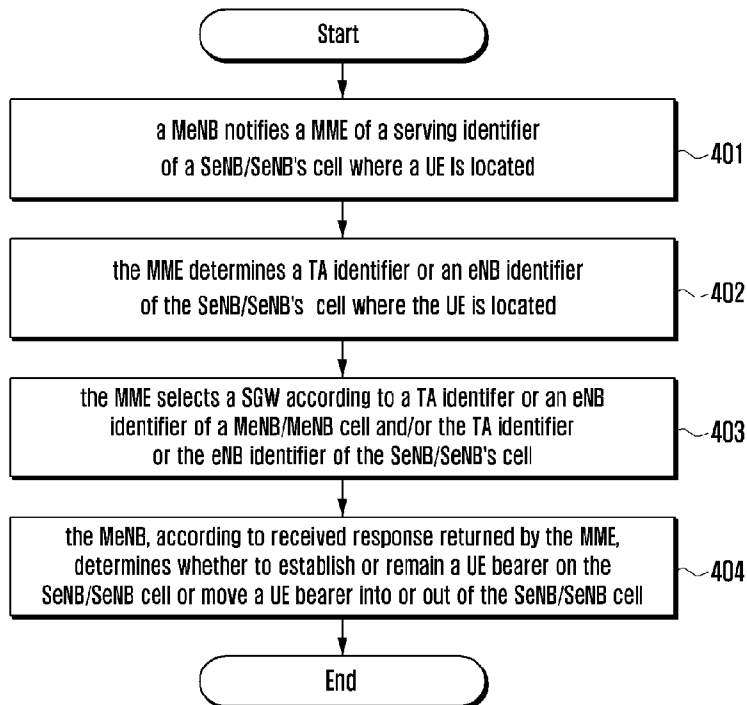 Start
a MeNB notifies a MME of a serving identifier
of a SeNB/SeNB's cell where a UE Is located
401
the MME determines a TA identifier or an eNB identifier
of the SeNB/SeNB's cell where the UE is located
402
the MME selects a SGW according to a TA identifer or an eNB
identifier of a MeNB/MeNB cell and/or the TA identifier
or the eNB identifier of the SeNB/SeNB's cell
403
the MeNB, according to received response returned by the MME,
determines whether to establish or remain a UE bearer on the
SeNB/SeNB cell or move a UE bearer into or out of the SeNB/SeNB cell
404
End